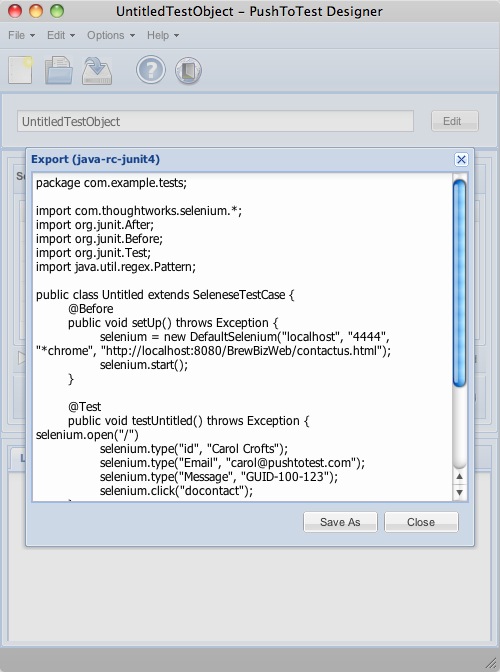 UntitledTestObject – PushToTest Designer
File Edit Options Help
UntitledTestObject Edit
Export (java-rc-junit4)
package com.example.tests;
import com.thoughtworks.selenium.*;
import org.junit.After;
import org.junit.Before;
import org.junit.Test;
import java.util.regex.Pattern;
public class Untitled extends SeleneseTestCase {
@Before
public void setUp() throws Exception {
selenium = new DefaultSelenium("localhost", "4444",
"*chrome", "http://localhost:8080/BrewBizWeb/contactus.html");
selenium.start();
}
@Test
public void testUntitled() throws Exception {
selenium.open("/")
selenium.type("id", "Carol Crofts");
selenium.type("Email", "carol@pushtotest.com");
selenium.type("Message", "GUID-100-123");
selenium.click("docontact");
Save As Close